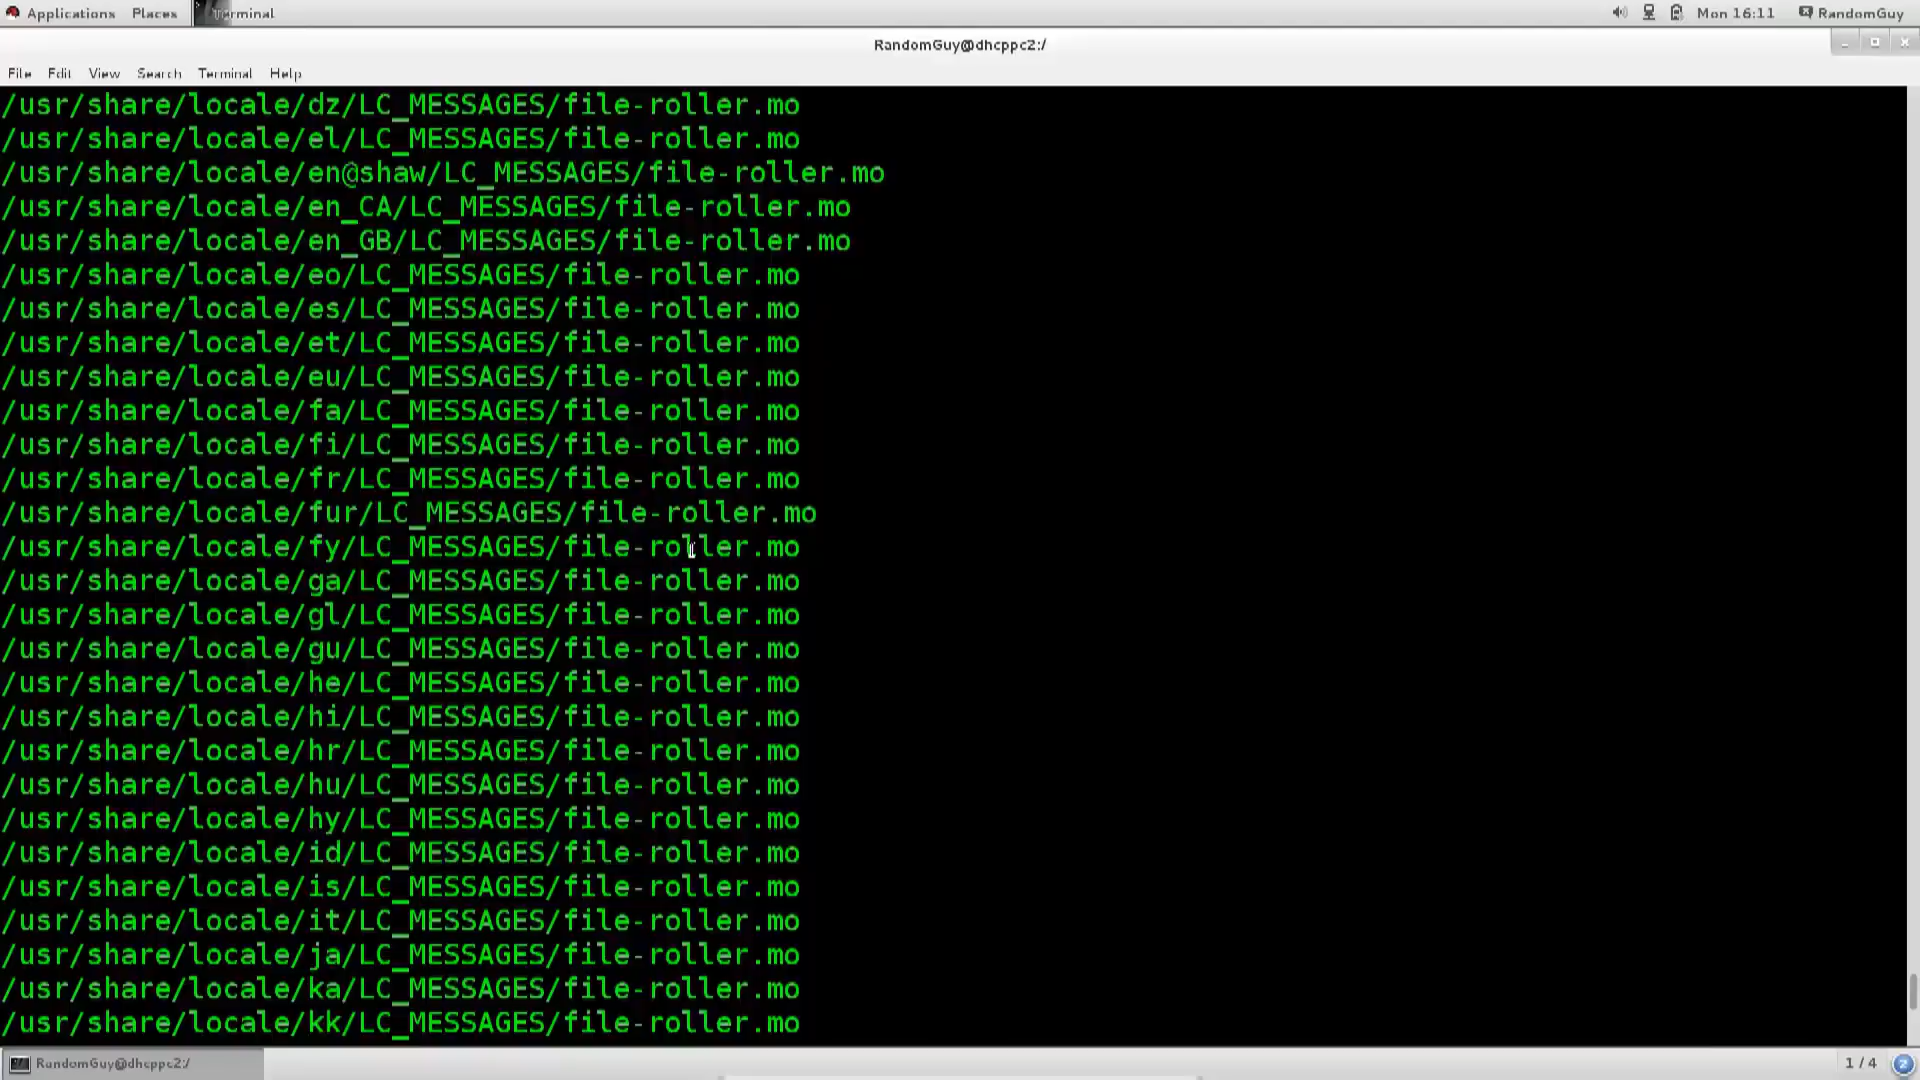 Applications Places Terminal Mon 16:11 RandomGuy
RandomGuy@dhcppc2:/
File Edit View Search Terminal Help
/usr/share/locale/dz/LC_MESSAGES/file-roller.mo
/usr/share/locale/el/LC_MESSAGES/file-roller.mo
/usr/share/locale/en@shaw/LC_MESSAGES/file-roller.mo
/usr/share/locale/en_CA/LC_MESSAGES/file-roller.mo
/usr/share/locale/en_GB/LC_MESSAGES/file-roller.mo
/usr/share/locale/eo/LC_MESSAGES/file-roller.mo
/usr/share/locale/es/LC_MESSAGES/file-roller.mo
/usr/share/locale/et/LC_MESSAGES/file-roller.mo
/usr/share/locale/eu/LC_MESSAGES/file-roller.mo
/usr/share/locale/fa/LC_MESSAGES/file-roller.mo
/usr/share/locale/fi/LC_MESSAGES/file-roller.mo
/usr/share/locale/fr/LC_MESSAGES/file-roller.mo
/usr/share/locale/fur/LC_MESSAGES/file-roller.mo
/usr/share/locale/fy/LC_MESSAGES/file-roller.mo
/usr/share/locale/ga/LC_MESSAGES/file-roller.mo
/usr/share/locale/gl/LC_MESSAGES/file-roller.mo
/usr/share/locale/gu/LC_MESSAGES/file-roller.mo
/usr/share/locale/he/LC_MESSAGES/file-roller.mo
/usr/share/locale/hi/LC_MESSAGES/file-roller.mo
/usr/share/locale/hr/LC_MESSAGES/file-roller.mo
/usr/share/locale/hu/LC_MESSAGES/file-roller.mo
/usr/share/locale/hy/LC_MESSAGES/file-roller.mo
/usr/share/locale/id/LC_MESSAGES/file-roller.mo
/usr/share/locale/is/LC_MESSAGES/file-roller.mo
/usr/share/locale/it/LC_MESSAGES/file-roller.mo
/usr/share/locale/ja/LC_MESSAGES/file-roller.mo
/usr/share/locale/ka/LC_MESSAGES/file-roller.mo
/usr/share/locale/kk/LC_MESSAGES/file-roller.mo
RandomGuy@dhcppc2:/ 1 / 4 2